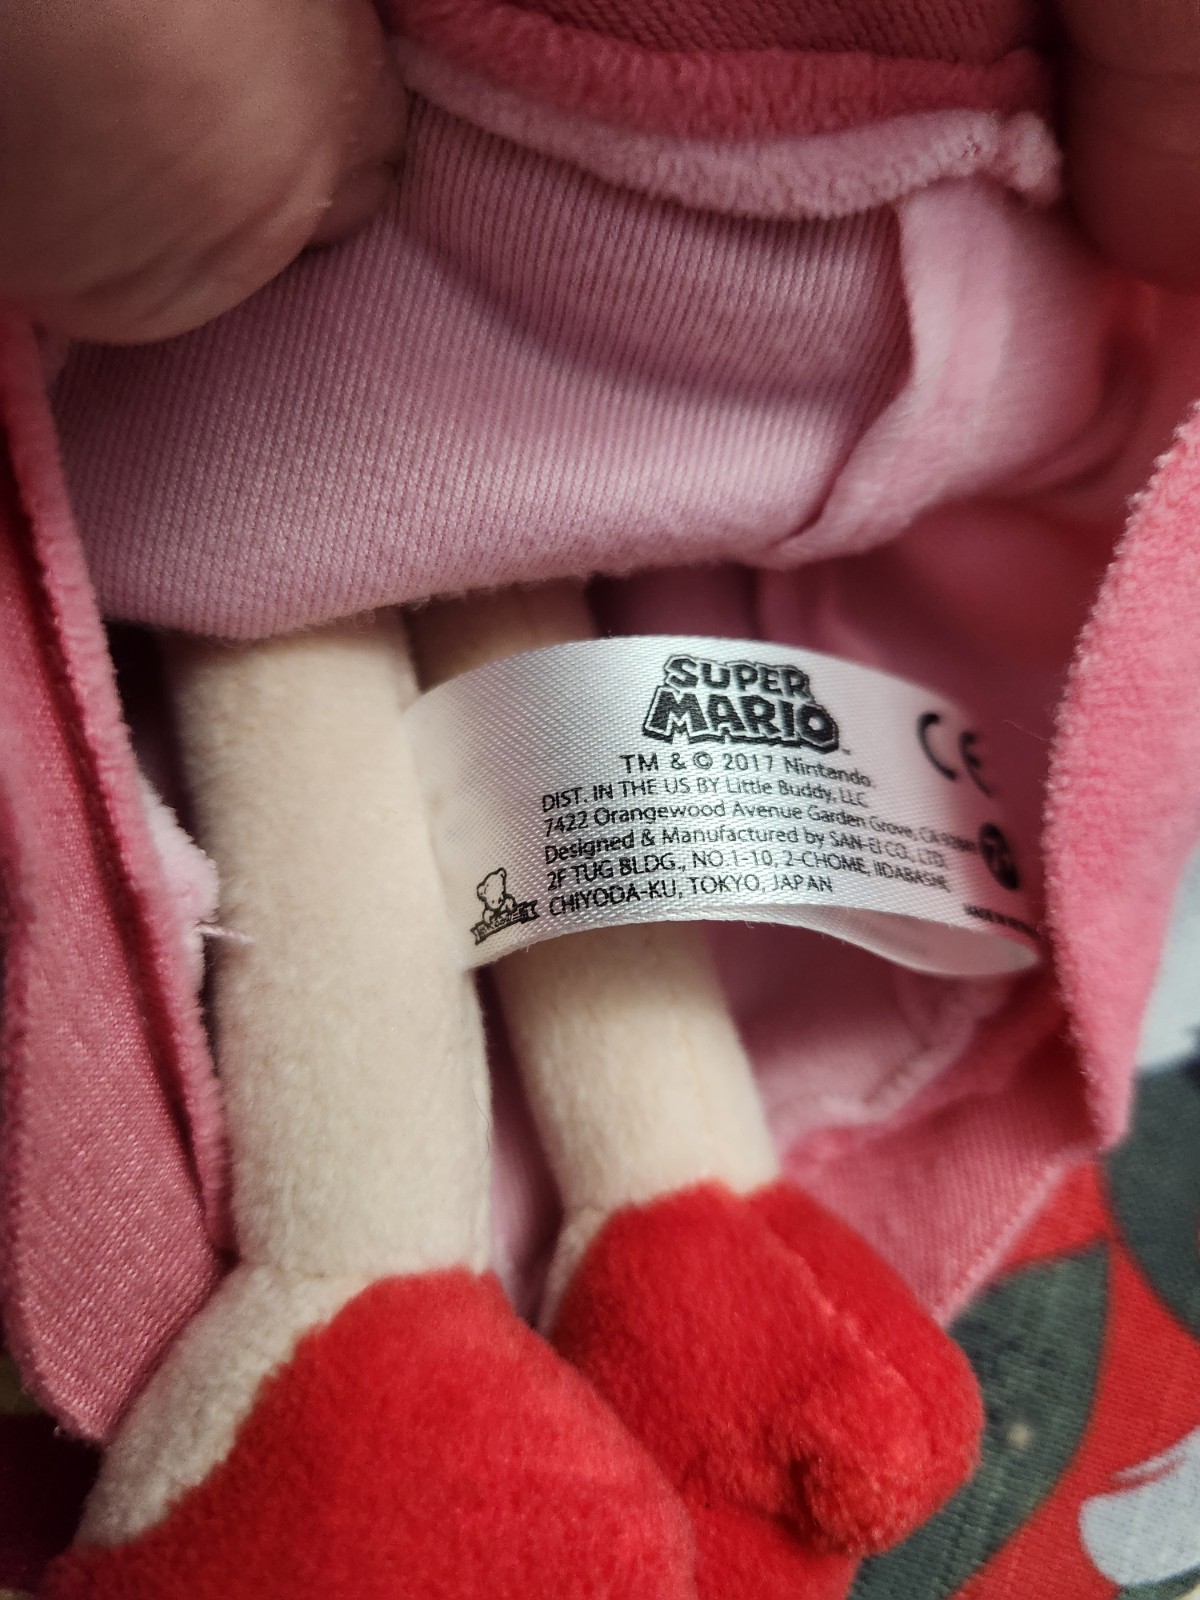 SUPER
MARIO™
CE
TM & © 2017 Nintendo.
DIST. IN THE US BY Little Buddy, LLC
7422 Orangewood Avenue Garden Grove, CA
Designed & Manufactured by SAN-EI CO., LTD.
2F TUG BLDG., NO.1-10, 2-CHOME, IIDABASHI,
CHIYODA-KU, TOKYO, JAPAN